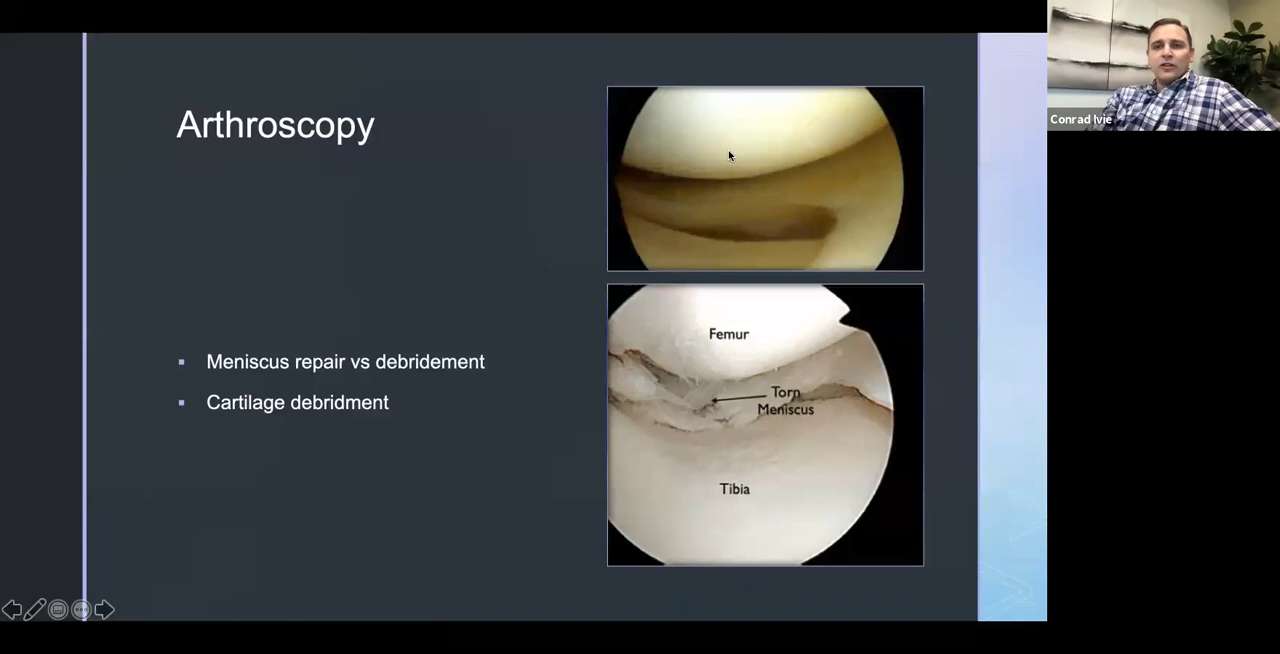 Arthroscopy
Meniscus repair vs debridement
Cartilage debridment
Femur
Torn
Meniscus
Tibia
Conrad Ivie